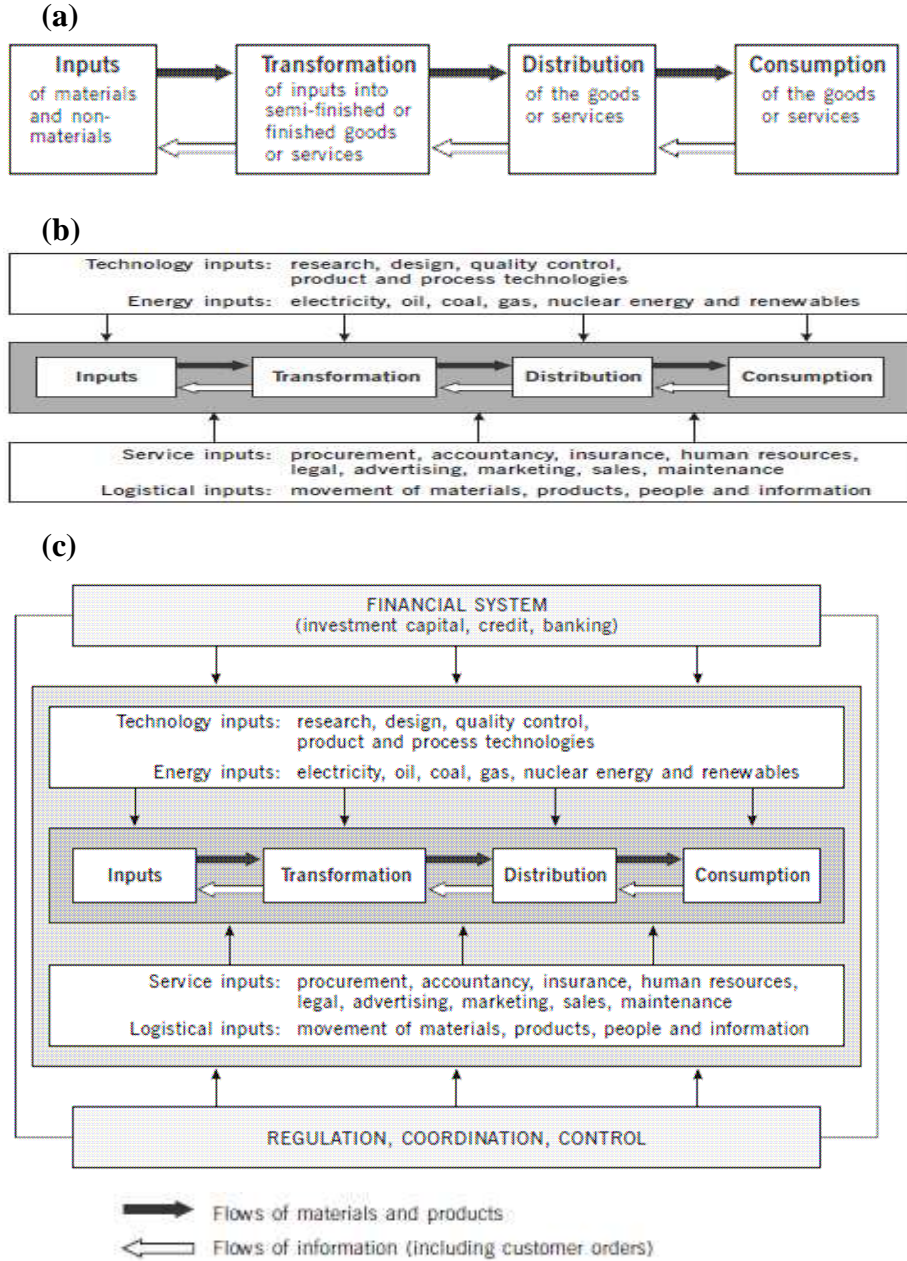 (a)
Inputs
of materials
and non-
materials
Transformation
of inputs into
semi-finished or
finished goods
or services
Distribution
of the goods
or services
Consumption
of the goods
or services
(b)
Technology inputs: research, design, quality control,
product and process technologies
Energy inputs: electricity, oil, coal, gas, nuclear energy and renewables
Inputs
Transformation
Distribution
Consumption
Service inputs: procurement, accountancy, insurance, human resources,
legal, advertising, marketing, sales, maintenance
Logistical inputs: movement of materials, products, people and information
(c)
FINANCIAL SYSTEM
(investment capital, credit, banking)
Technology inputs: research, design, quality control,
product and process technologies
Energy inputs: electricity, oil, coal, gas, nuclear energy and renewables
Inputs
Transformation
Distribution
Consumption
Service inputs: procurement, accountancy, insurance, human resources,
legal, advertising, marketing, sales, maintenance
Logistical inputs: movement of materials, products, people and information
REGULATION, COORDINATION, CONTROL
Flows of materials and products
Flows of information (including customer orders)